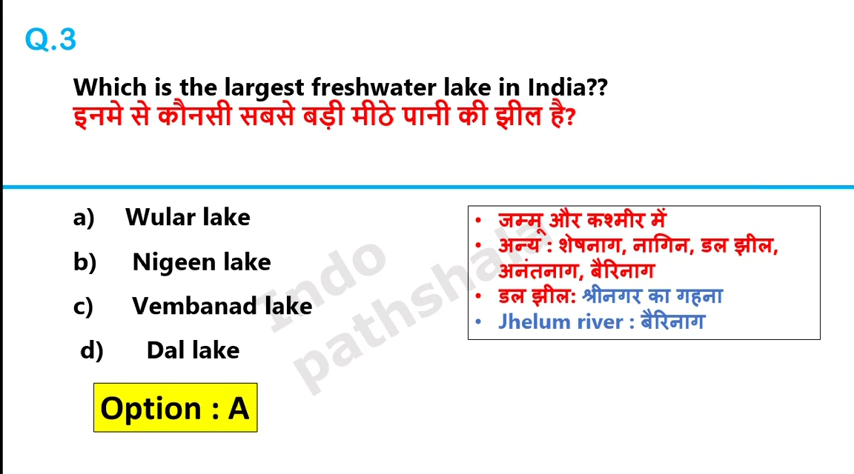 Q.3
Which is the largest freshwater lake in India??
इनमे से कौनसी सबसे बड़ी मीठे पानी की झील है?
a) Wular lake
b) Nigeen lake
c) Vembanad lake
d) Dal lake
Option : A
• जम्मू और कश्मीर में
• अन्य : शेषनाग, नागिन, डल झील,
अनंतनाग, बैरिनाग
• डल झील: श्रीनगर का गहना
• Jhelum river : बैरिनाग
Indo
pathshala